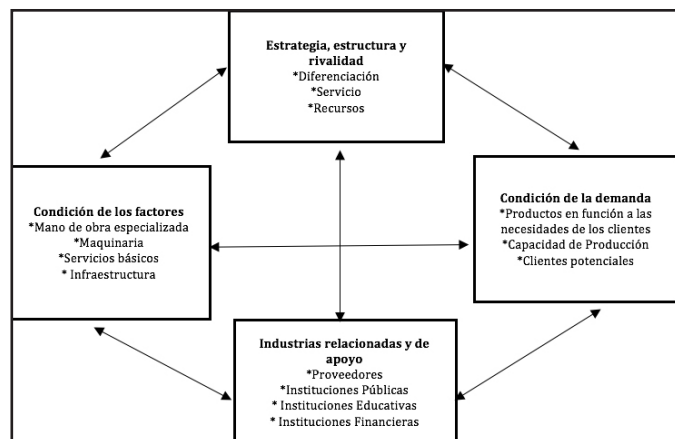 Estrategia, estructura y
rivalidad
*Diferenciación
*Servicio
*Recursos
Condición de los factores
*Mano de obra especializada
*Maquinaria
*Servicios básicos
* Infraestructura
Condición de la demanda
*Productos en función a las
necesidades de los clientes
*Capacidad de Producción
*Clientes potenciales
Industrias relacionadas y de
apoyo
*Proveedores
*Instituciones Públicas
* Instituciones Educativas
* Instituciones Financieras